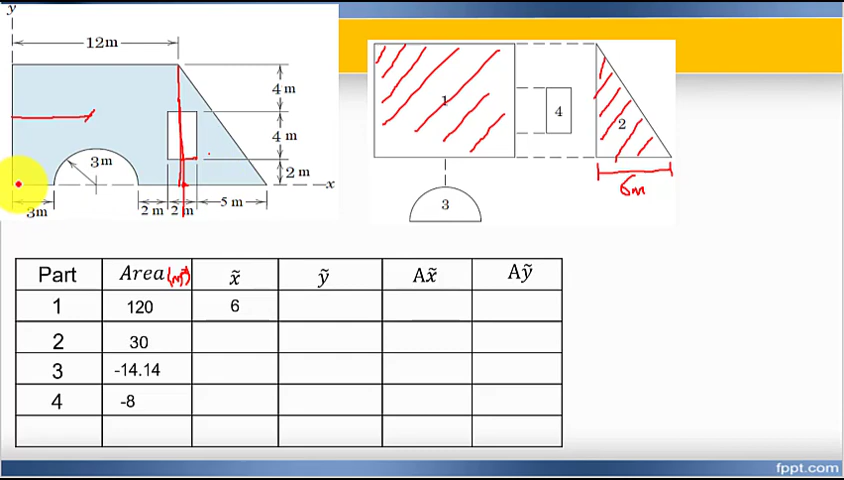 y
12m
4 m
4 m
2 m
3m
x
3m
2 m
2 m
5 m
1
2
3
4
6m
Part Area (m²) x̃ ỹ Ax̃ Aỹ
1 120 6
2 30
3 -14.14
4 -8
fppt.com